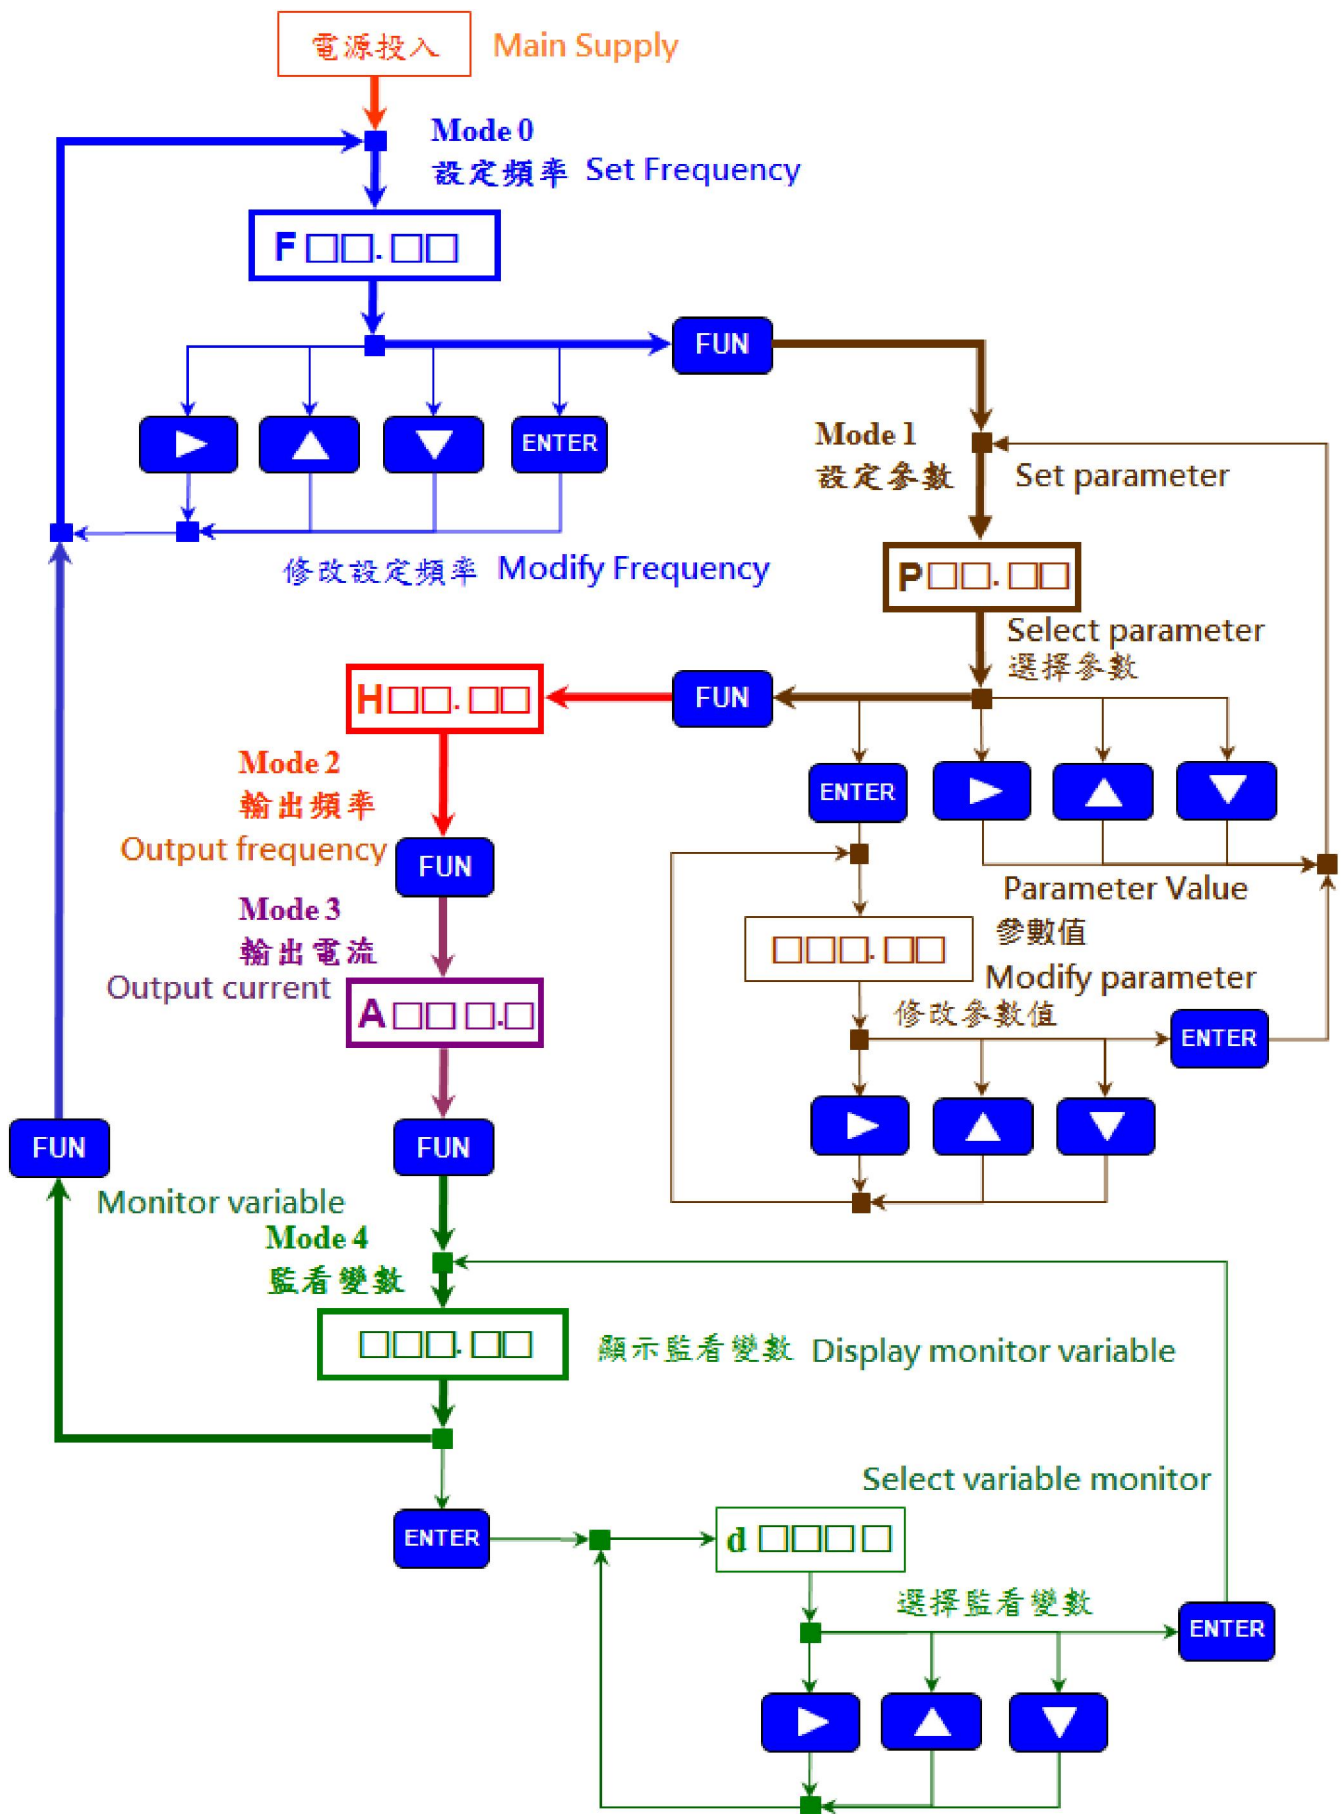 電源投入 Main Supply
Mode 0
設定頻率 Set Frequency
F□□.□□
FUN
ENTER
修改設定頻率 Modify Frequency
Mode 1
設定參數 Set parameter
P□□.□□
Select parameter
選擇參數
FUN
H□□.□□
Mode 2
輸出頻率
Output frequency
FUN
ENTER
Parameter Value
參數值
□□□.□□
Modify parameter
修改參數值
ENTER
Mode 3
輸出電流
Output current
A□□□.□
FUN
FUN
Monitor variable
Mode 4
監看變數
□□□.□□
顯示監看變數 Display monitor variable
Select variable monitor
ENTER
d□□□□
選擇監看變數
ENTER